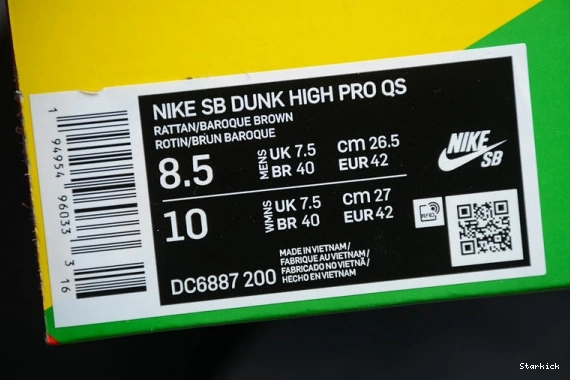 NIKE SB DUNK HIGH PRO QS
RATTAN/BAROQUE BROWN
ROTIN/BRUN BAROQUE
8.5
MENS
UK 7.5
BR 40
cm 26.5
EUR 42
10
WMNS
UK 7.5
BR 40
cm 27
EUR 42
NIKE
SB
RFID
DC6887 200
MADE IN VIETNAM/
FABRIQUE AU VIETNAM/
FABRICADO NO VIETNÃ/
HECHO EN VIETNAM
1 94954 96033 3 16
Starkick